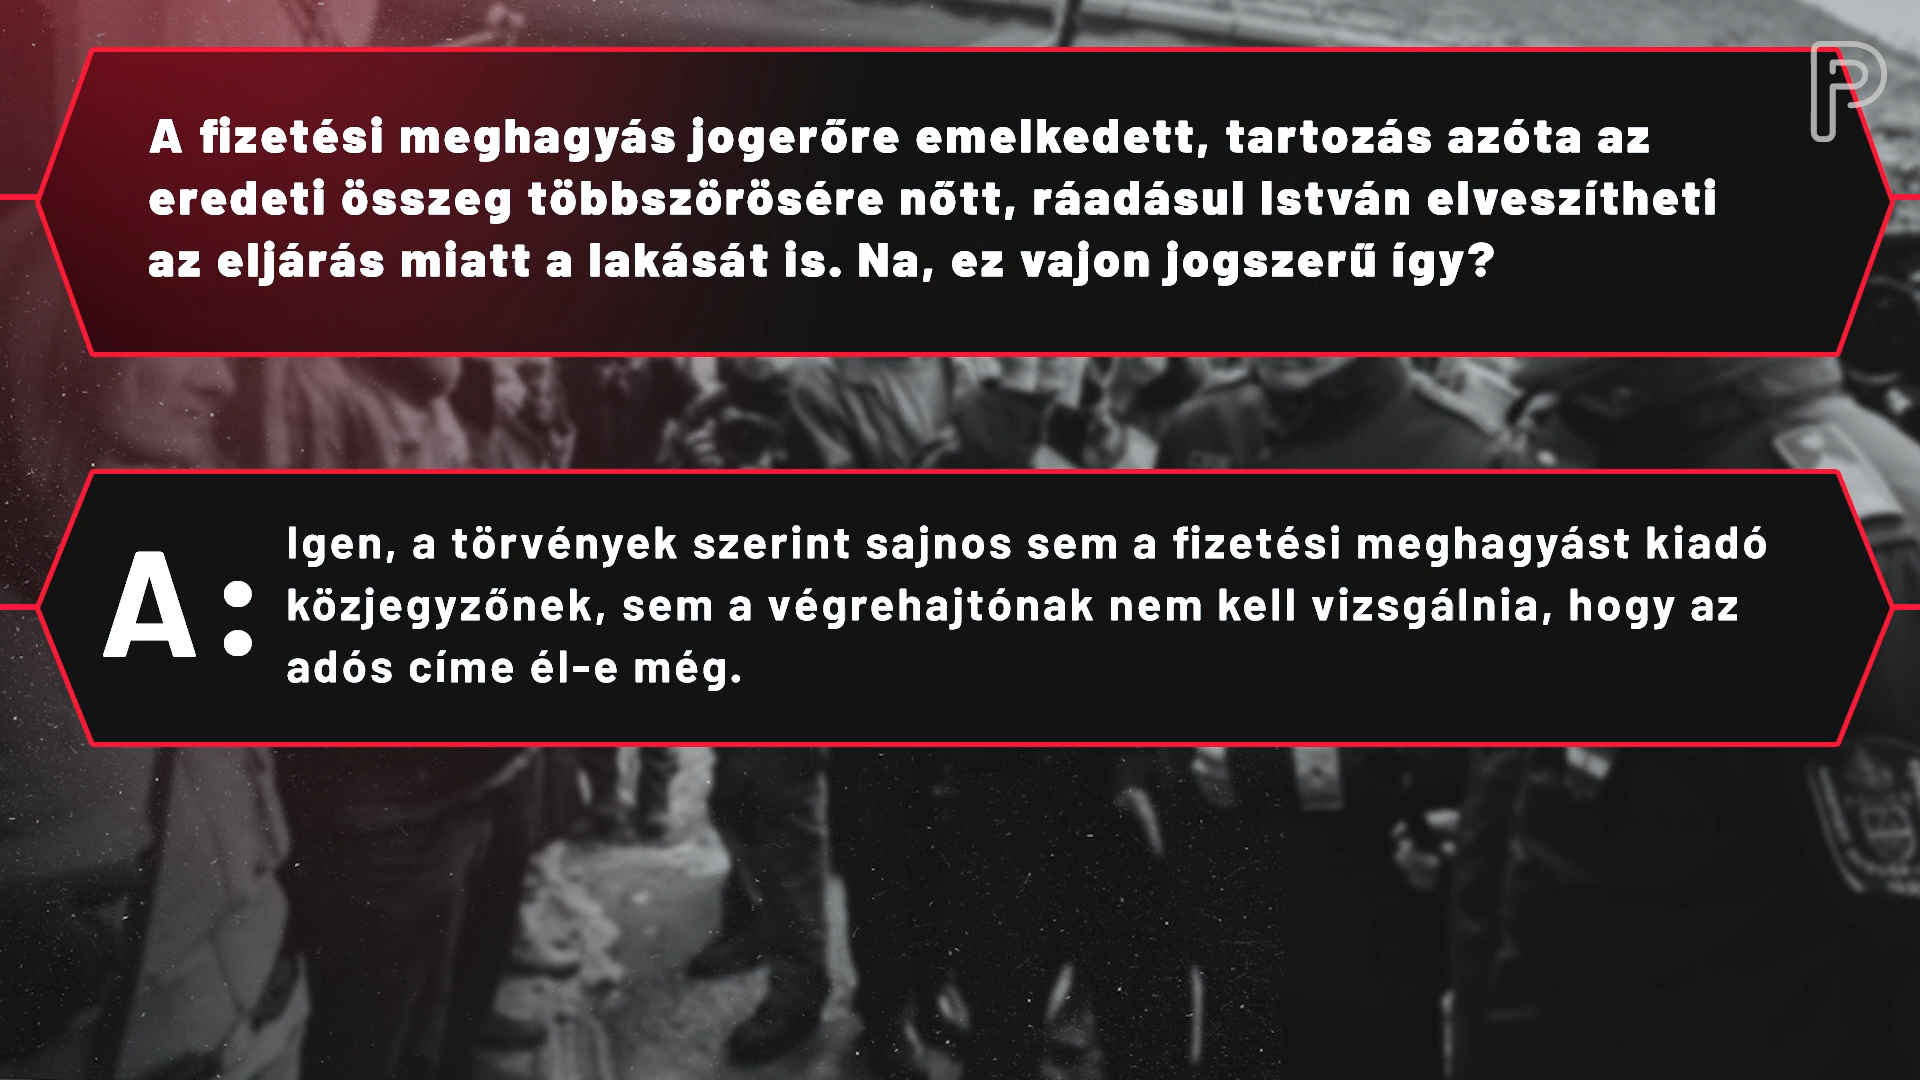 A fizetési meghagyás jogerőre emelkedett, tartozás azóta az
eredeti összeg többszörösére nőtt, ráadásul István elveszítheti
az eljárás miatt a lakását is. Na, ez vajon jogszerű így?
A:
Igen, a törvények szerint sajnos sem a fizetési meghagyást kiadó
közjegyzőnek, sem a végrehajtónak nem kell vizsgálnia, hogy az
adós címe él-e még.
P